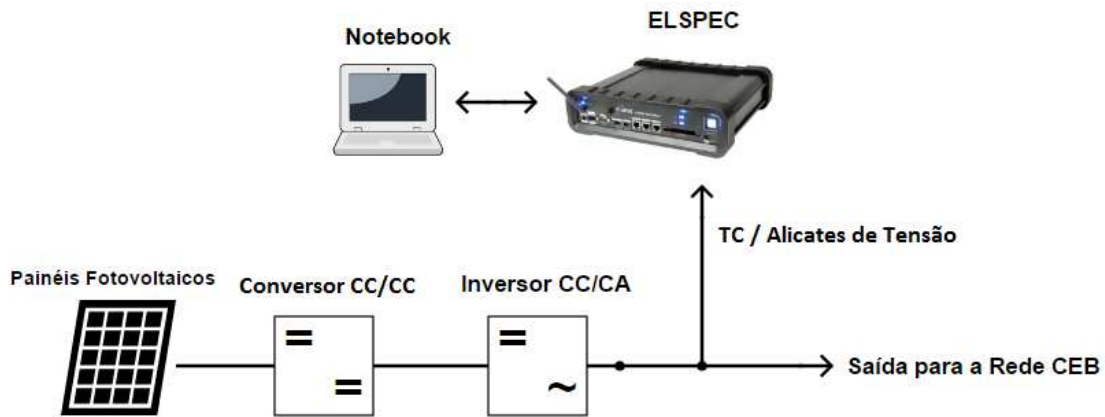 ELSPEC
Notebook
TC / Alicates de Tensão
Painéis Fotovoltaicos
Conversor CC/CC
Inversor CC/CA
=
=
=
~
Saída para a Rede CEB